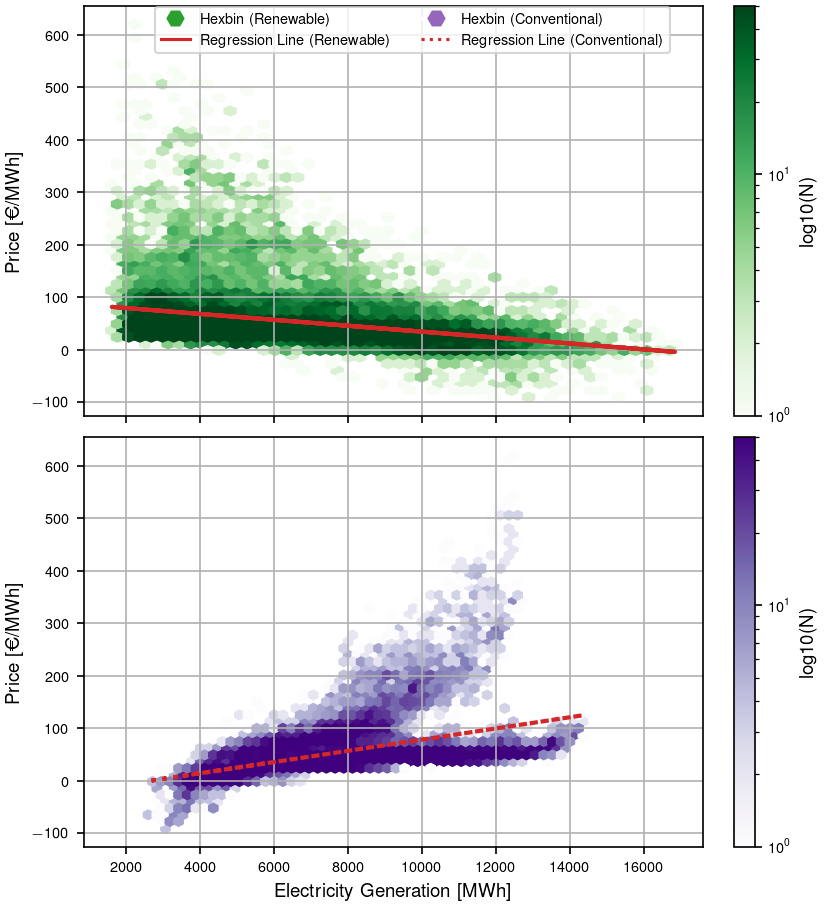 Hexbin (Renewable)
Hexbin (Conventional)
Regression Line (Renewable)
Regression Line (Conventional)
600
500
400
300
200
100
0
−100
Price [€/MWh]
10¹
10⁰
log10(N)
600
500
400
300
200
100
0
−100
Price [€/MWh]
10¹
10⁰
log10(N)
2000 4000 6000 8000 10000 12000 14000 16000
Electricity Generation [MWh]